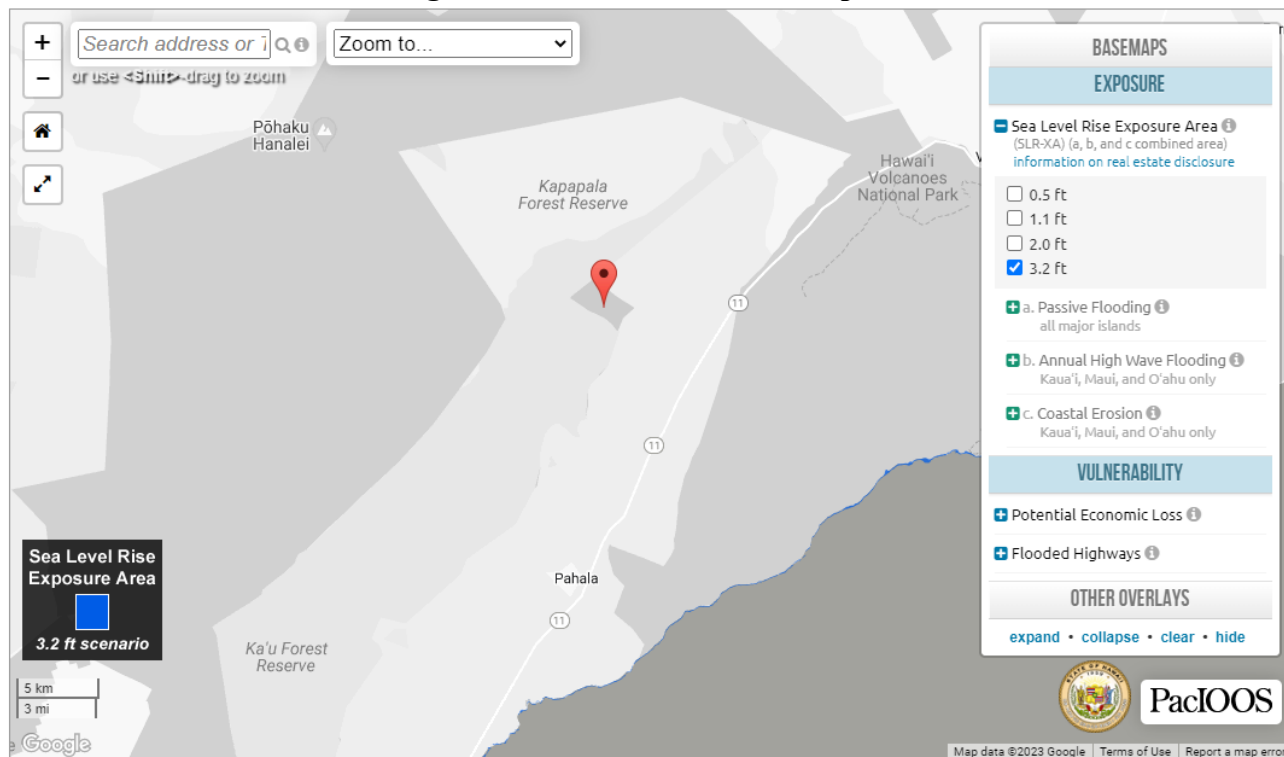 +
Search address or T
Zoom to...
−
or use <Shift>-drag to zoom
Pōhaku
Hanalei
Kapapala
Forest Reserve
Hawai'i
Volcanoes
National Park
11
11
Pahala
11
Ka'u Forest
Reserve
Sea Level Rise
Exposure Area
3.2 ft scenario
5 km
3 mi
Google
BASEMAPS
EXPOSURE
Sea Level Rise Exposure Area
(SLR-XA) (a, b, and c combined area)
information on real estate disclosure
0.5 ft
1.1 ft
2.0 ft
3.2 ft
a. Passive Flooding
all major islands
b. Annual High Wave Flooding
Kaua'i, Maui, and O'ahu only
c. Coastal Erosion
Kaua'i, Maui, and O'ahu only
VULNERABILITY
Potential Economic Loss
Flooded Highways
OTHER OVERLAYS
expand • collapse • clear • hide
STATE OF HAWAII
PacIOOS
Map data ©2023 Google
Terms of Use
Report a map error